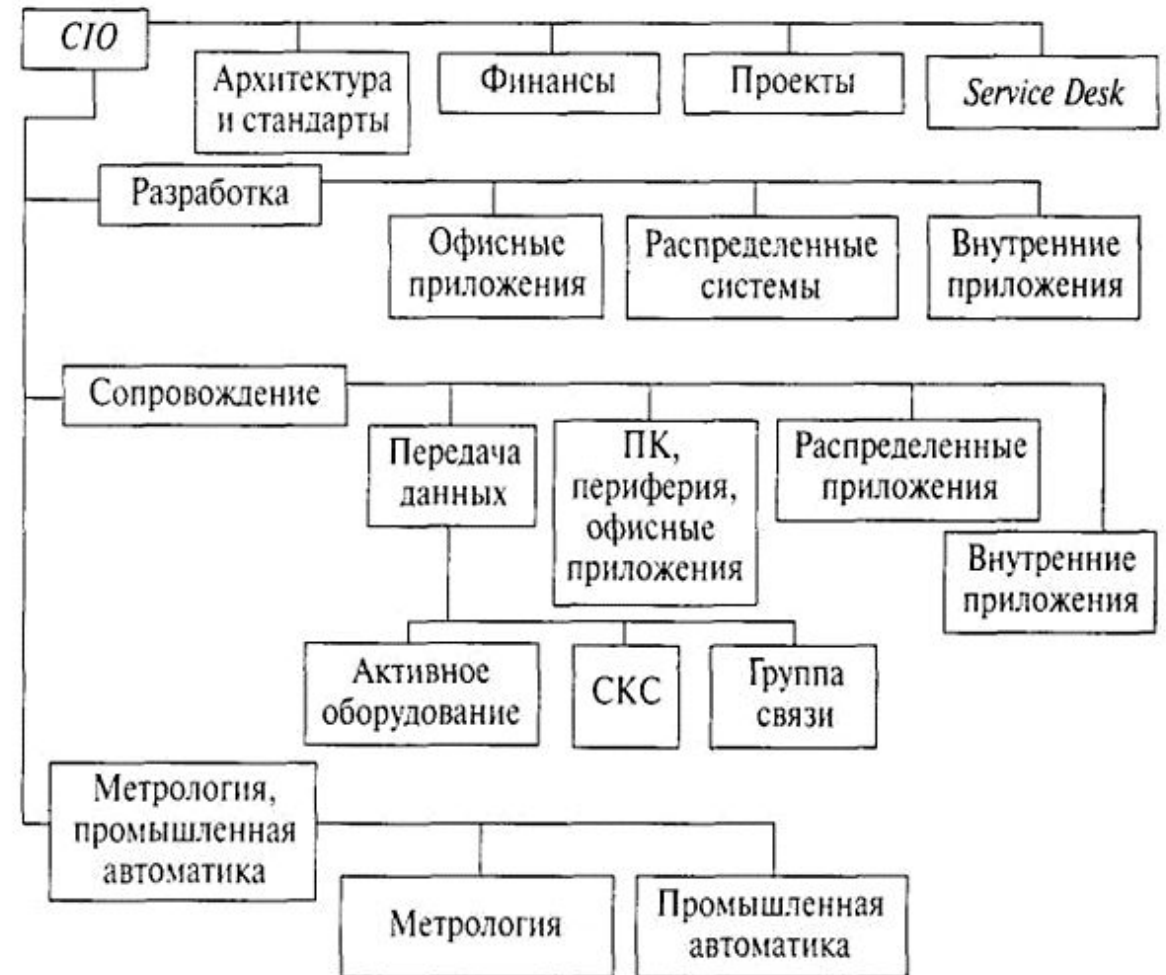 CIO
Архитектура
и стандарты
Финансы
Проекты
Service Desk
Разработка
Офисные
приложения
Распределенные
системы
Внутренние
приложения
Сопровождение
Передача
данных
ПК,
периферия,
офисные
приложения
Распределенные
приложения
Внутренние
приложения
Активное
оборудование
СКС
Группа
связи
Метрология,
промышленная
автоматика
Метрология
Промышленная
автоматика